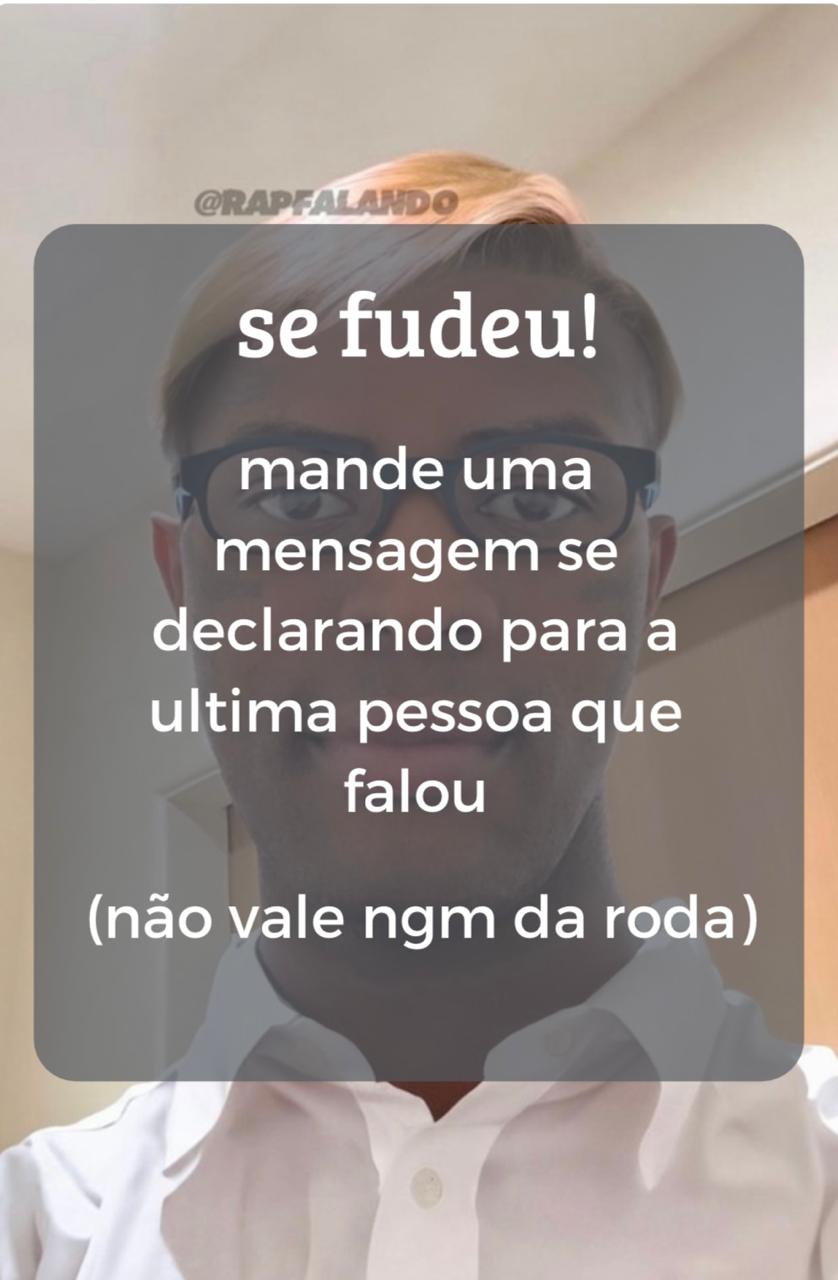 @RAPFALANDO
se fudeu!
mande uma
mensagem se
declarando para a
ultima pessoa que
falou
(não vale ngm da roda)